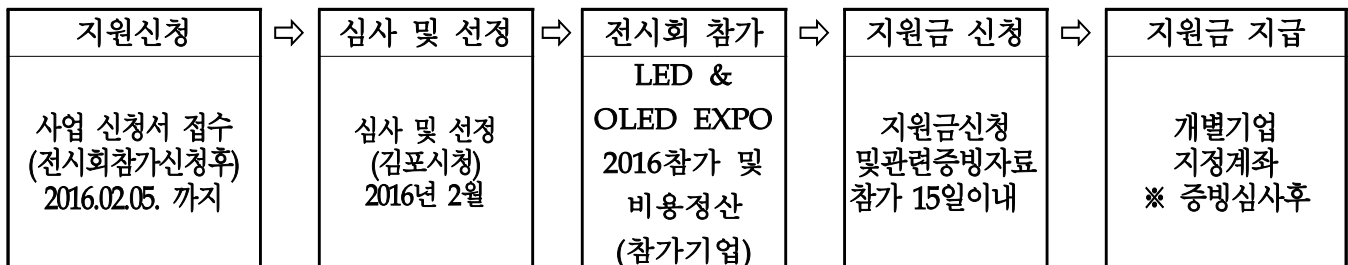 지원신청
사업 신청서 접수
(전시회참가신청후)
2016.02.05. 까지
⇨
심사 및 선정
심사 및 선정
(김포시청)
2016년 2월
⇨
전시회 참가
LED &
OLED EXPO
2016참가 및
비용정산
(참가기업)
⇨
지원금 신청
지원금신청
및관련증빙자료
참가 15일이내
⇨
지원금 지급
개별기업
지정계좌
※ 증빙심사후